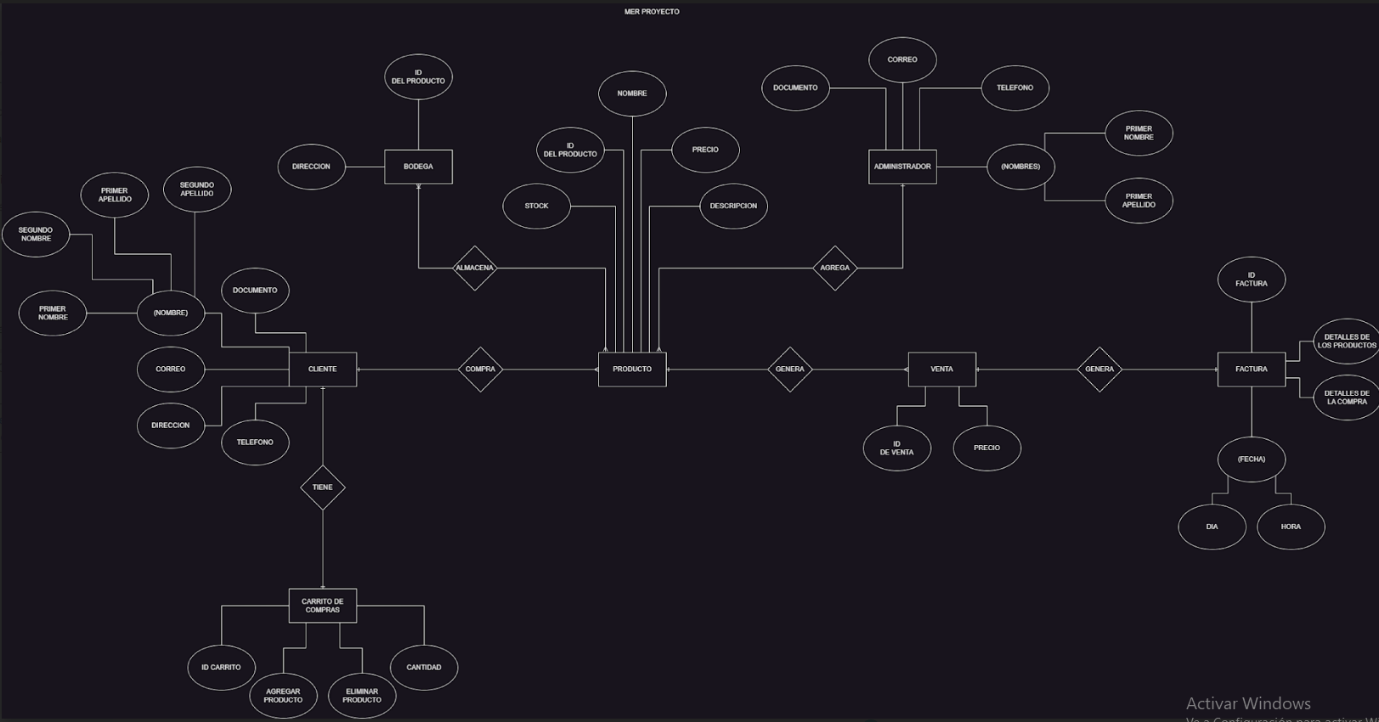 MER PROYECTO
CORREO
ID
DEL PRODUCTO
DOCUMENTO
TELEFONO
NOMBRE
PRIMER
NOMBRE
ID
DEL PRODUCTO
PRECIO
DIRECCION
BODEGA
ADMINISTRADOR
(NOMBRES)
SEGUNDO
APELLIDO
PRIMER
APELLIDO
STOCK
DESCRIPCION
PRIMER
APELLIDO
SEGUNDO
NOMBRE
ALMACENA
AGREGA
ID
FACTURA
DOCUMENTO
PRIMER
NOMBRE
(NOMBRE)
DETALLES DE
LOS PRODUCTOS
CORREO
CLIENTE
COMPRA
PRODUCTO
GENERA
VENTA
GENERA
FACTURA
DETALLES DE
LA COMPRA
DIRECCION
TELEFONO
ID
DE VENTA
PRECIO
(FECHA)
TIENE
DIA
HORA
CARRITO DE
COMPRAS
ID CARRITO
AGREGAR
PRODUCTO
ELIMINAR
PRODUCTO
CANTIDAD
Activar Windows